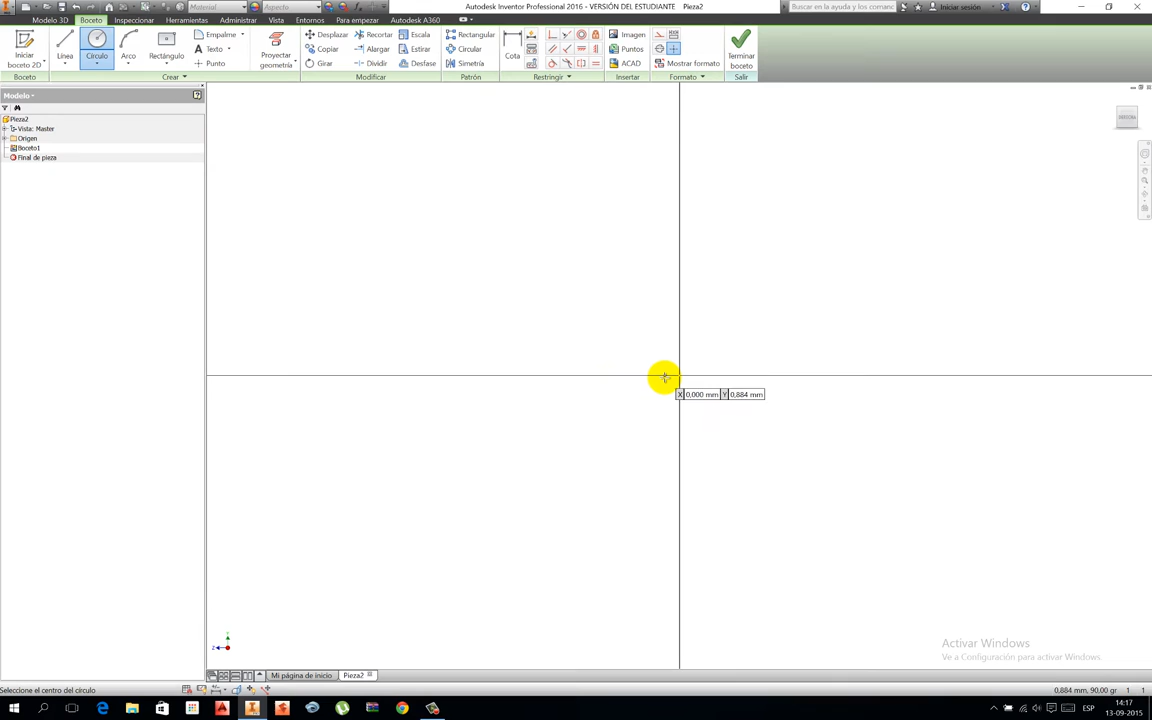 Material
Aspecto
Autodesk Inventor Professional 2016 - VERSIÓN DEL ESTUDIANTE Pieza2
Buscar en la ayuda y los comanc
Iniciar sesión
Modelo 3D Boceto Inspeccionar Herramientas Administrar Vista Entornos Para empezar Autodesk A360
Empalme
Texto
Punto
Iniciar boceto 2D
Línea
Círculo
Arco
Rectángulo
Proyectar geometría
Desplazar
Copiar
Girar
Recortar
Alargar
Dividir
Escala
Estirar
Desfase
Rectangular
Circular
Simetría
Cota
Imagen
Puntos
ACAD
Mostrar formato
Terminar boceto
Boceto Crear Modificar Patrón Restringir Insertar Formato Salir
Modelo
Pieza2
Vista: Master
Origen
Boceto1
Final de pieza
X 0,000 mm Y 0,884 mm
Y
Z
Activar Windows
Ve a Configuración para activar Windows.
Mi página de inicio Pieza2
Seleccione el centro del círculo
0,884 mm, 90,00 gr 1 1
ESP
14:17
13-09-2015